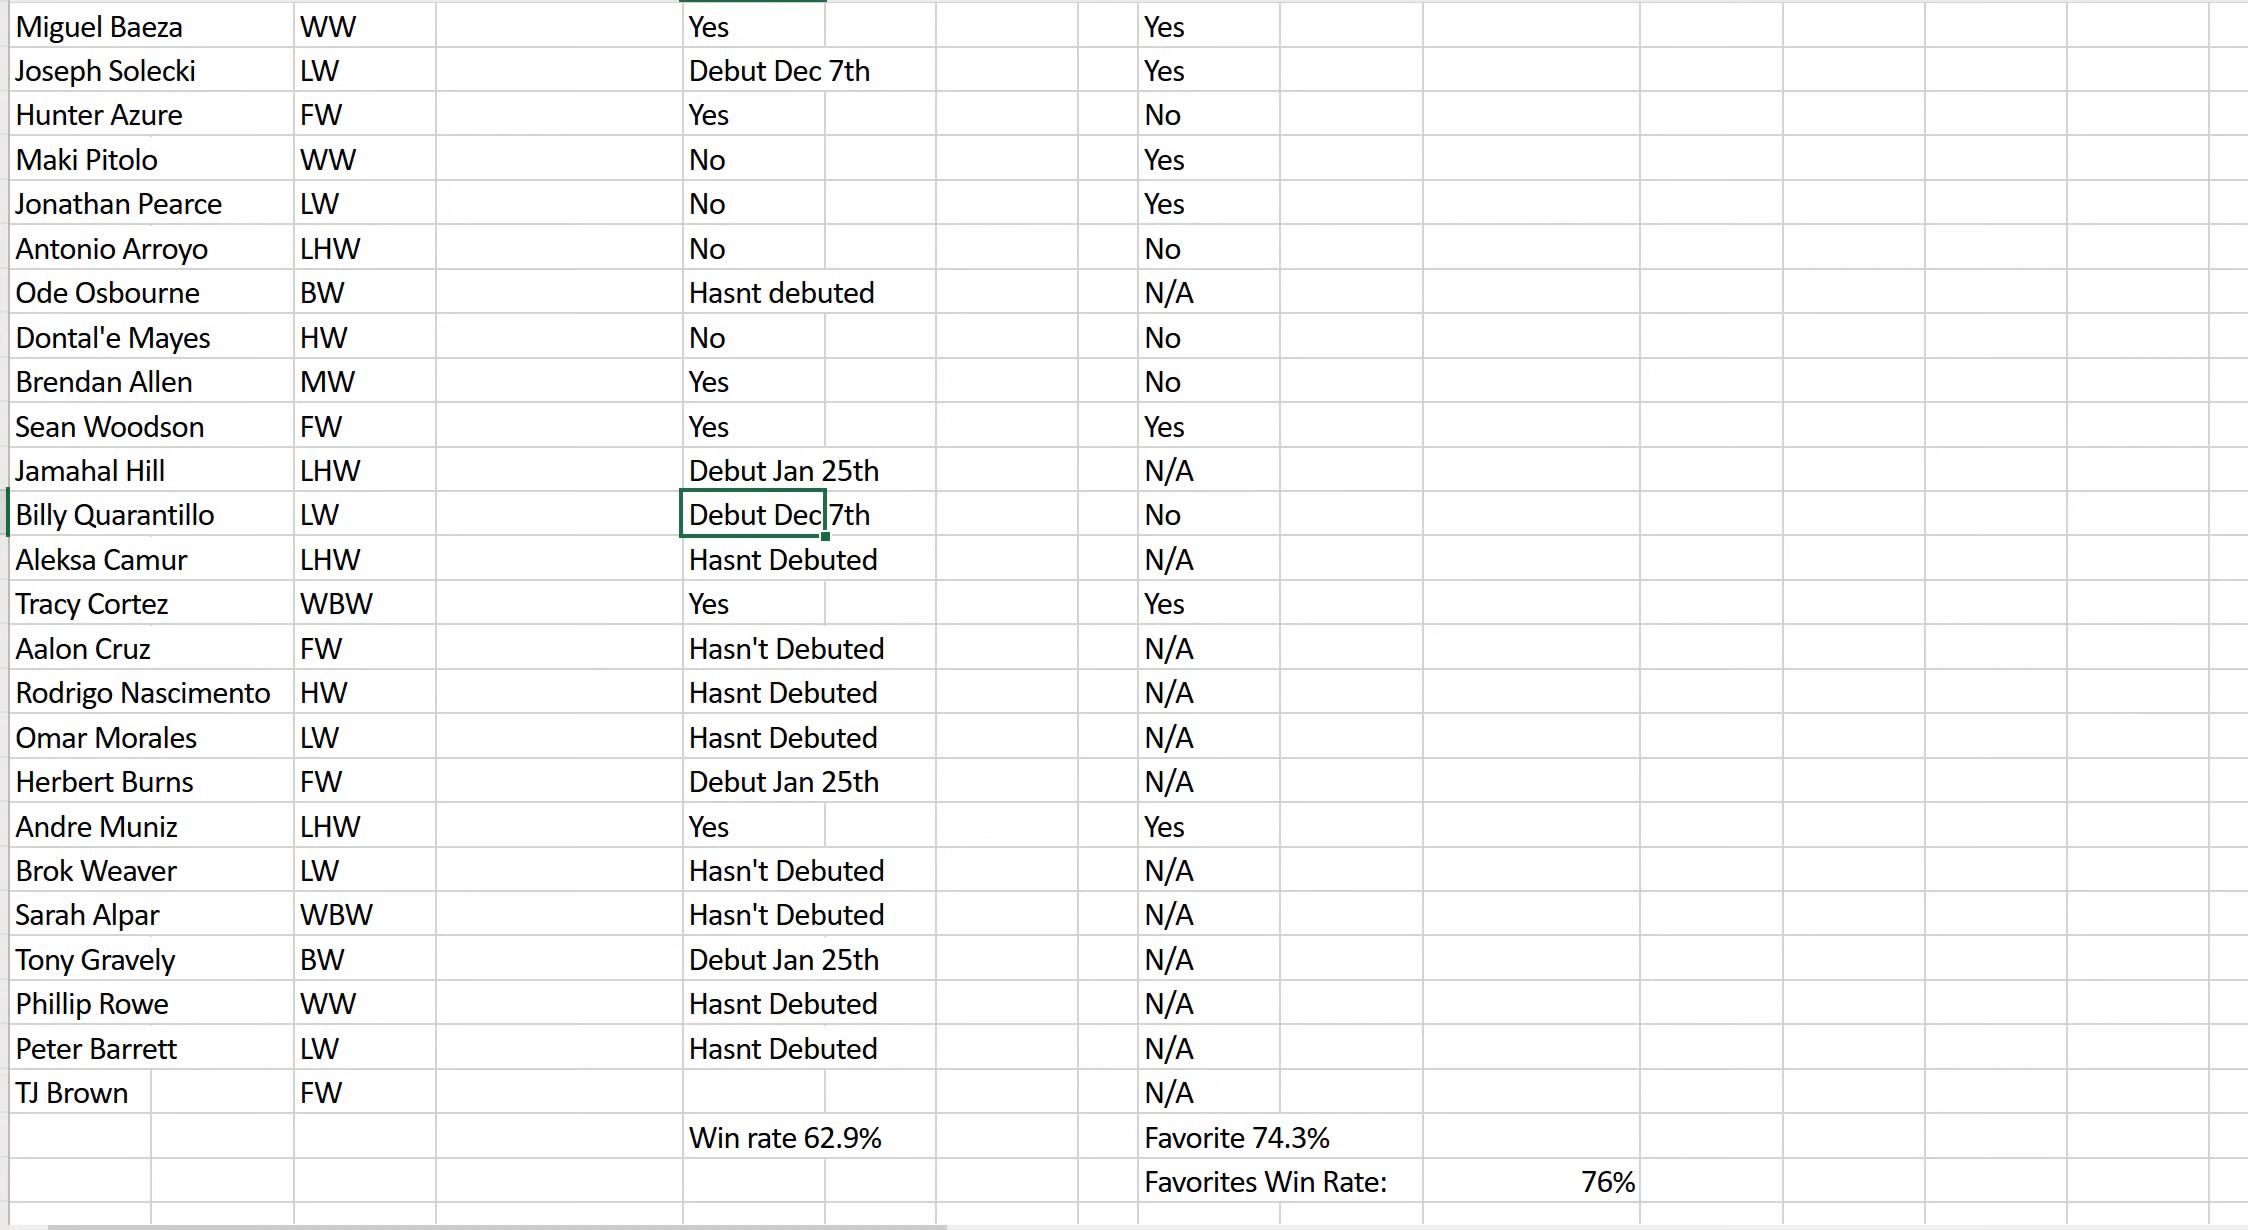 Miguel Baeza WW Yes Yes
Joseph Solecki LW Debut Dec 7th Yes
Hunter Azure FW Yes No
Maki Pitolo WW No Yes
Jonathan Pearce LW No Yes
Antonio Arroyo LHW No No
Ode Osbourne BW Hasnt debuted N/A
Dontal'e Mayes HW No No
Brendan Allen MW Yes No
Sean Woodson FW Yes Yes
Jamahal Hill LHW Debut Jan 25th N/A
Billy Quarantillo LW Debut Dec 7th No
Aleksa Camur LHW Hasnt Debuted N/A
Tracy Cortez WBW Yes Yes
Aalon Cruz FW Hasn't Debuted N/A
Rodrigo Nascimento HW Hasnt Debuted N/A
Omar Morales LW Hasnt Debuted N/A
Herbert Burns FW Debut Jan 25th N/A
Andre Muniz LHW Yes Yes
Brok Weaver LW Hasn't Debuted N/A
Sarah Alpar WBW Hasn't Debuted N/A
Tony Gravely BW Debut Jan 25th N/A
Phillip Rowe WW Hasnt Debuted N/A
Peter Barrett LW Hasnt Debuted N/A
TJ Brown FW N/A
Win rate 62.9% Favorite 74.3%
Favorites Win Rate: 76%